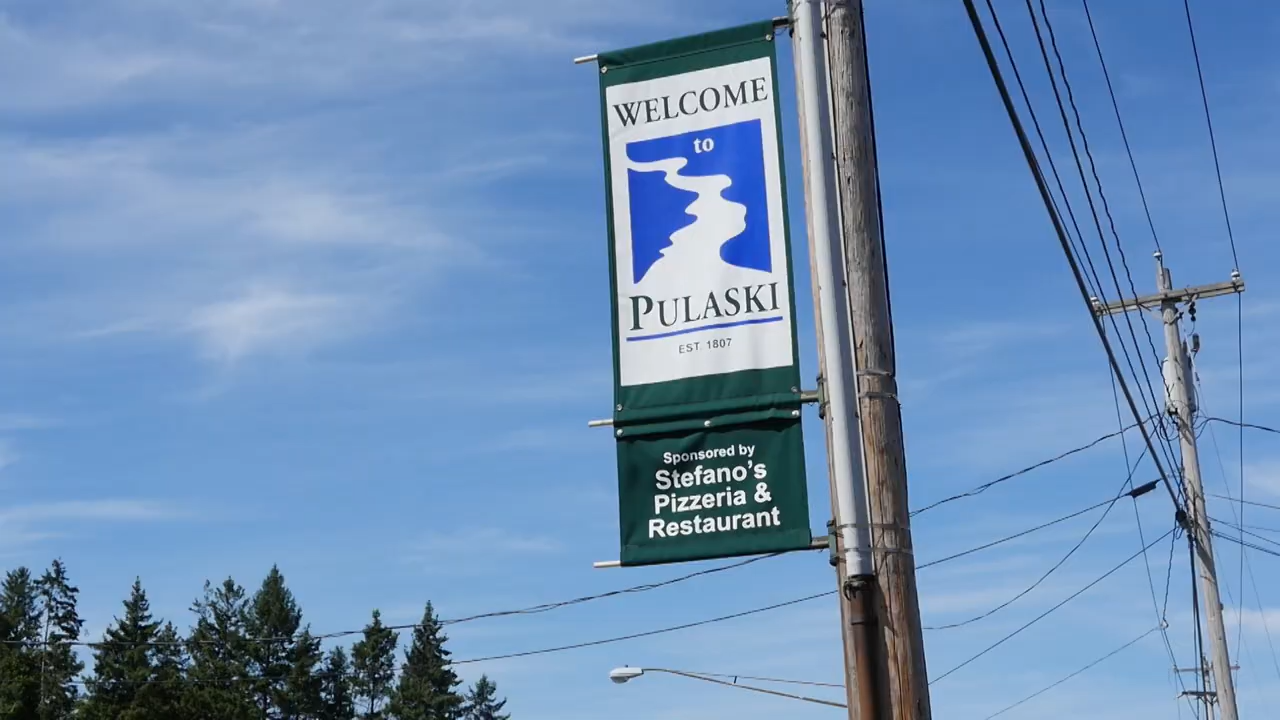 WELCOME
to
PULASKI
EST. 1807
Sponsored by
Stefano's
Pizzeria &
Restaurant